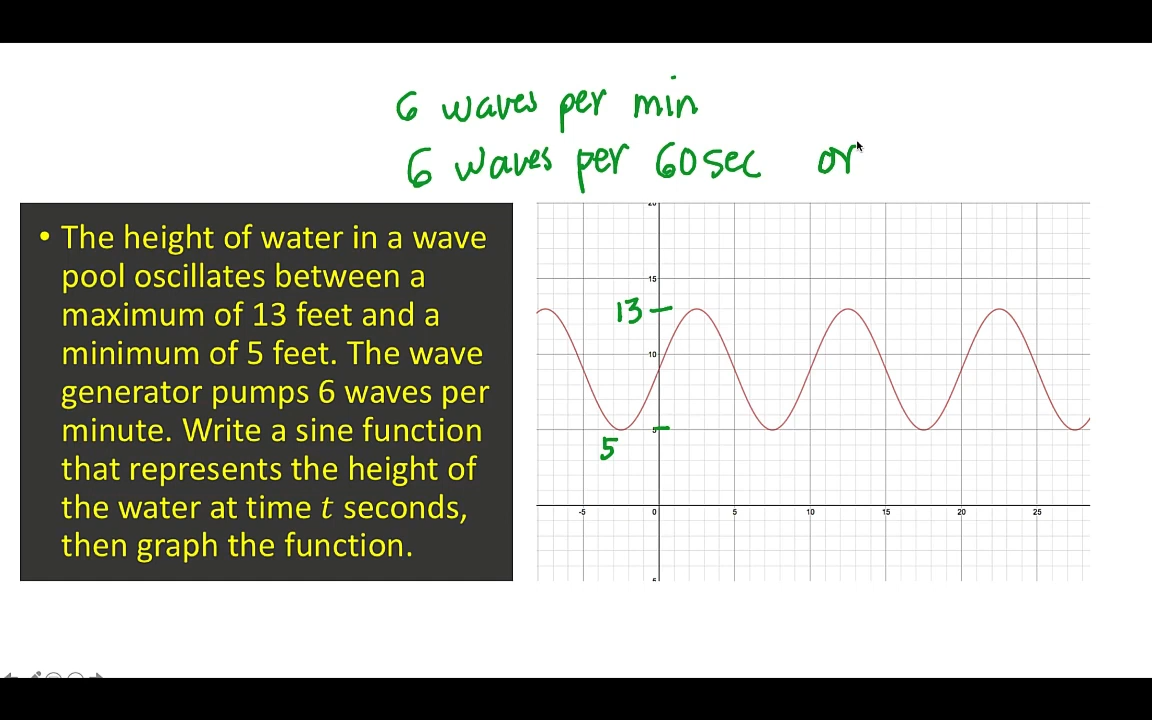 6 waves per min
6 waves per 60sec or
• The height of water in a wave
pool oscillates between a
maximum of 13 feet and a
minimum of 5 feet. The wave
generator pumps 6 waves per
minute. Write a sine function
that represents the height of
the water at time t seconds,
then graph the function.
20
15
13
10
5
5
-5 0 5 10 15 20 25